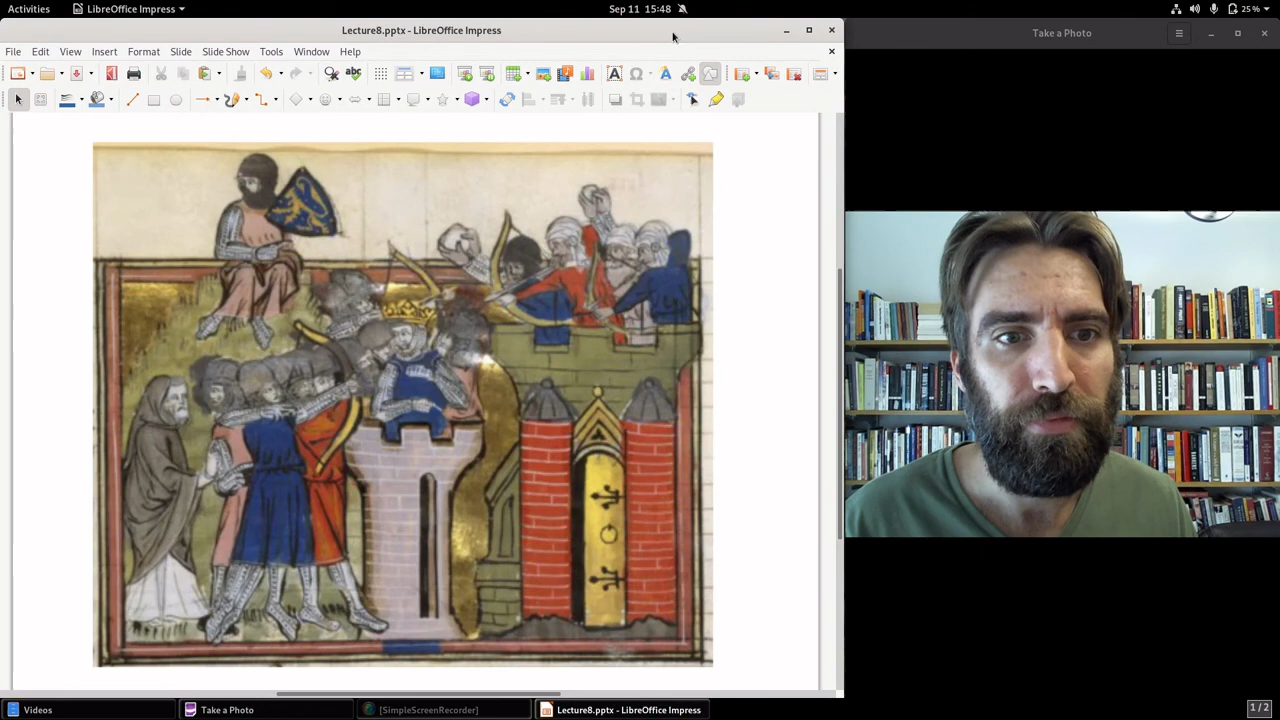 Activities LibreOffice Impress Sep 11 15:48 25 %
Lecture8.pptx - LibreOffice Impress
Take a Photo
File Edit View Insert Format Slide Slide Show Tools Window Help
Videos
Take a Photo
[SimpleScreenRecorder]
Lecture8.pptx - LibreOffice Impress
1 / 2